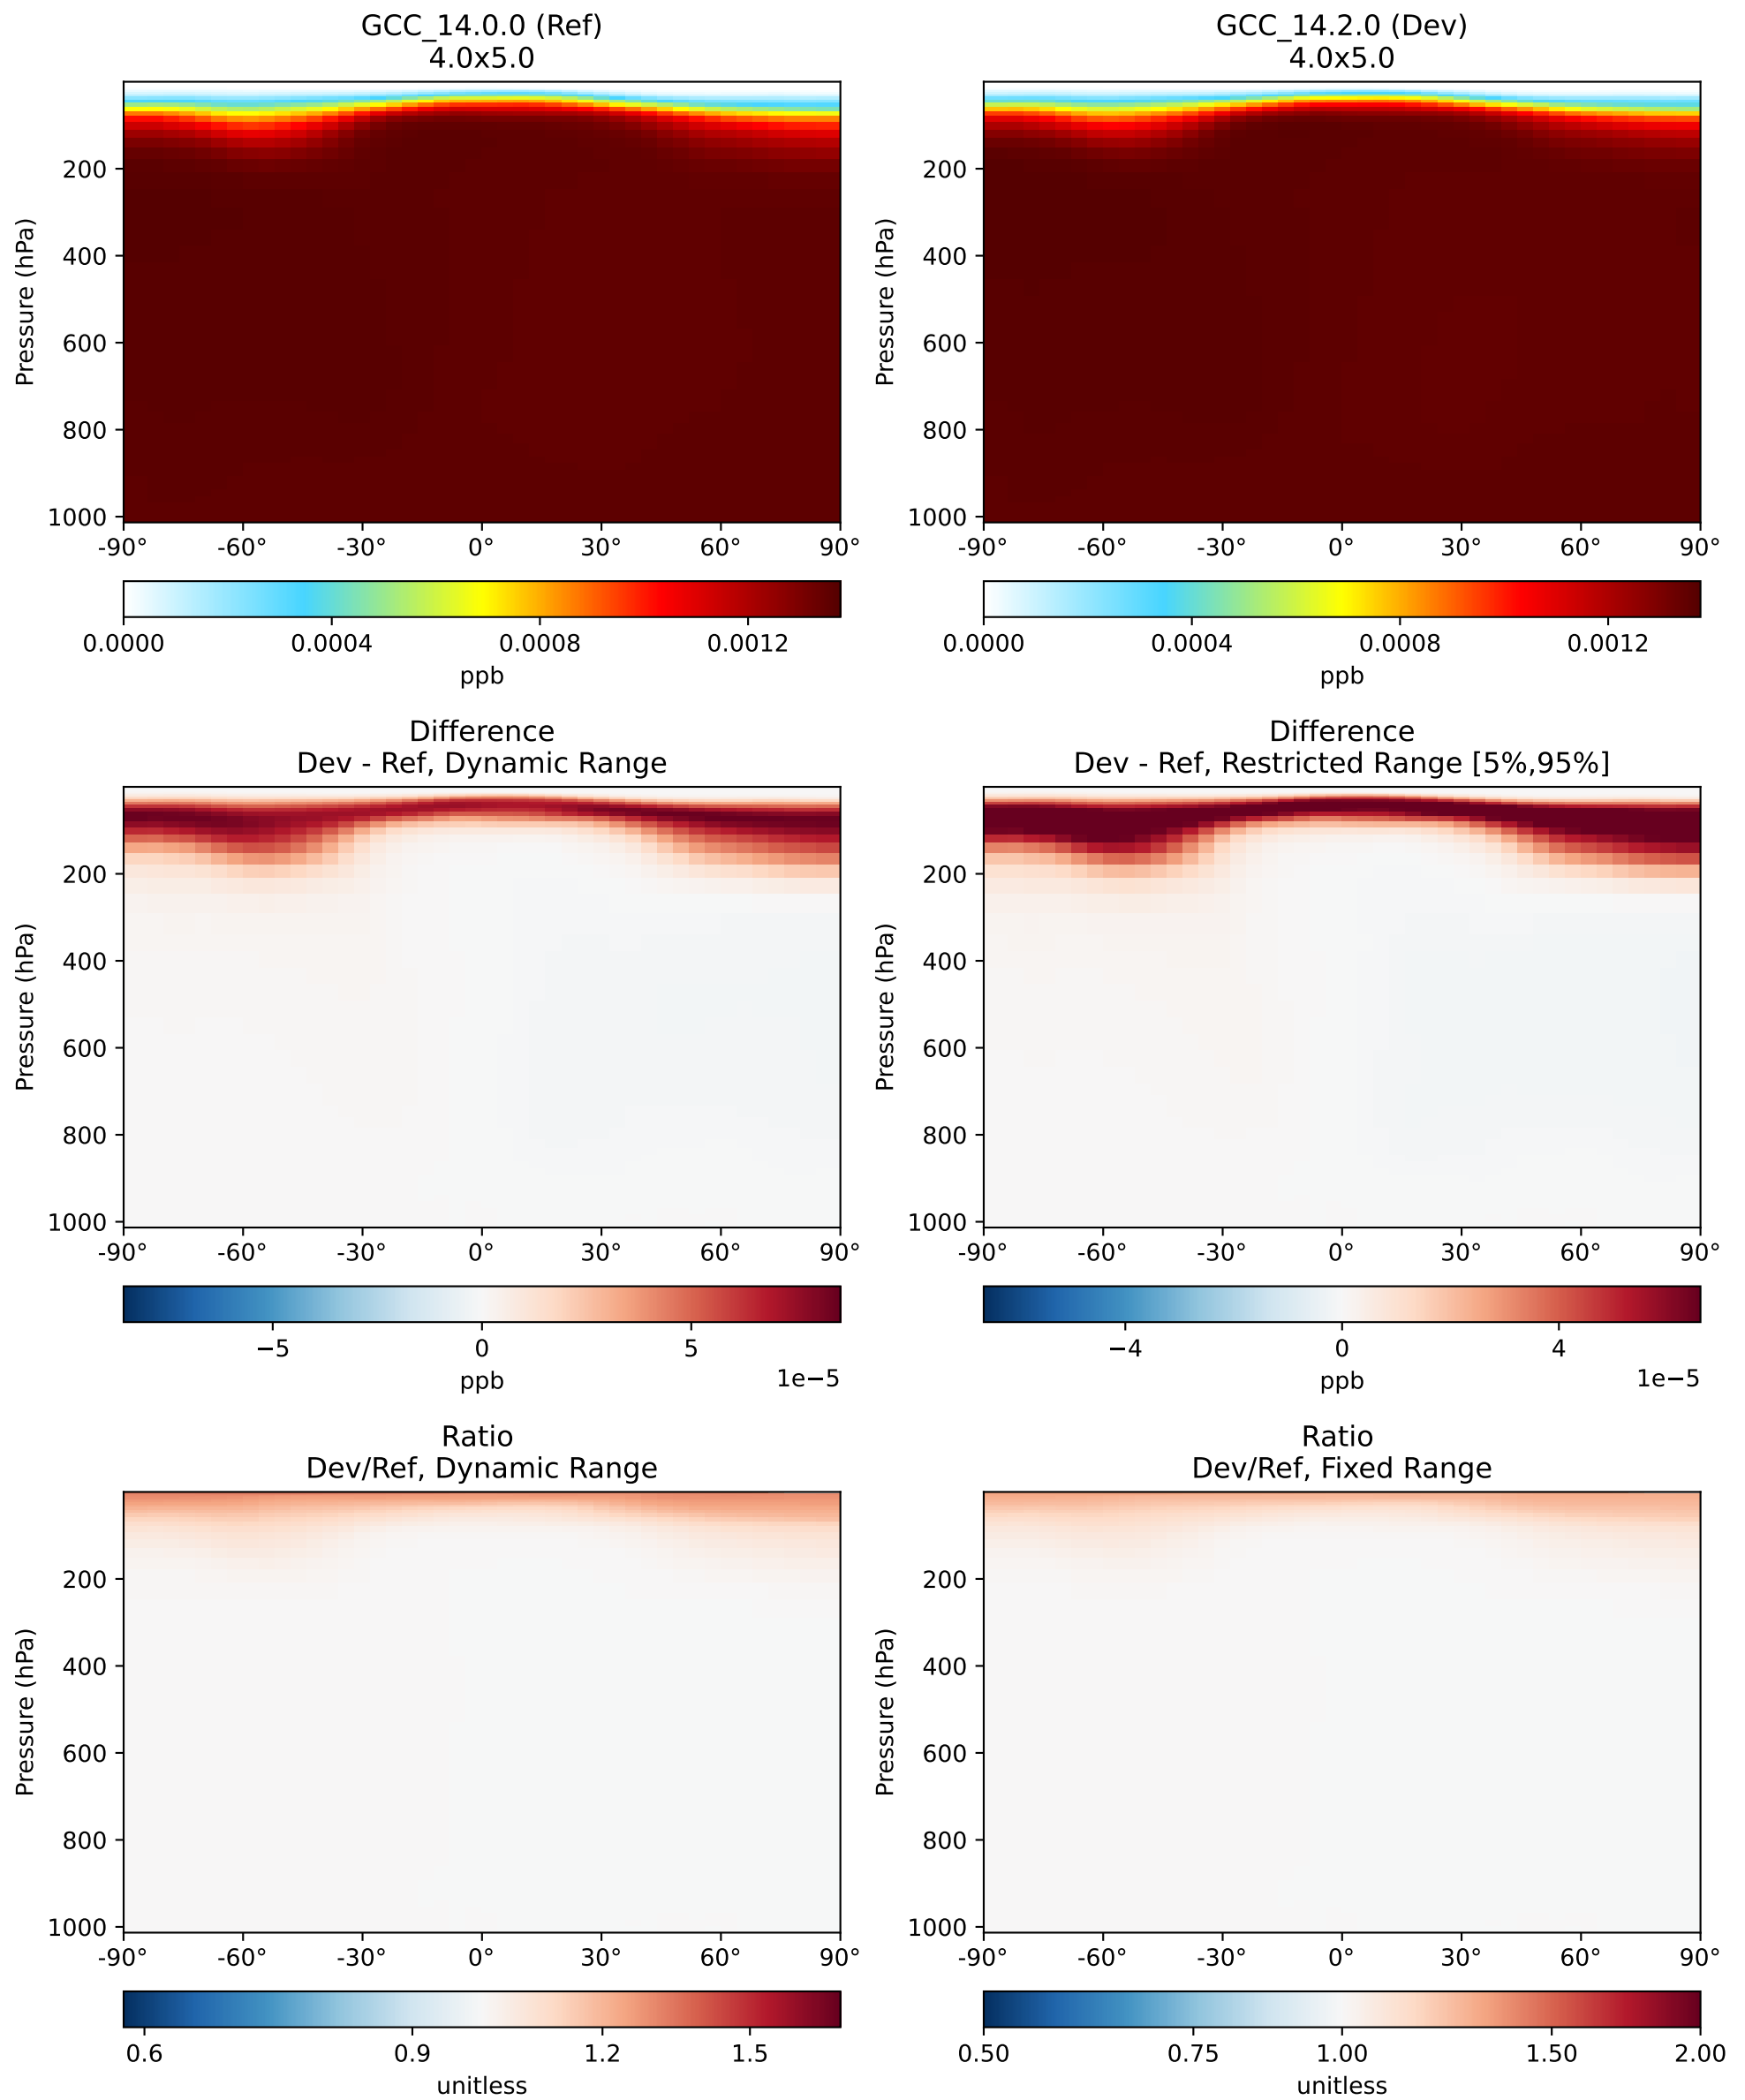 GCC_14.0.0 (Ref)
4.0x5.0
Pressure (hPa)
200
400
600
800
1000
-90° -60° -30° 0° 30° 60° 90°
0.0000 0.0004 0.0008 0.0012
ppb
GCC_14.2.0 (Dev)
4.0x5.0
Pressure (hPa)
200
400
600
800
1000
-90° -60° -30° 0° 30° 60° 90°
0.0000 0.0004 0.0008 0.0012
ppb
Difference
Dev - Ref, Dynamic Range
Pressure (hPa)
200
400
600
800
1000
-90° -60° -30° 0° 30° 60° 90°
−5 0 5
ppb 1e−5
Difference
Dev - Ref, Restricted Range [5%,95%]
Pressure (hPa)
200
400
600
800
1000
-90° -60° -30° 0° 30° 60° 90°
−4 0 4
ppb 1e−5
Ratio
Dev/Ref, Dynamic Range
Pressure (hPa)
200
400
600
800
1000
-90° -60° -30° 0° 30° 60° 90°
0.6 0.9 1.2 1.5
unitless
Ratio
Dev/Ref, Fixed Range
Pressure (hPa)
200
400
600
800
1000
-90° -60° -30° 0° 30° 60° 90°
0.50 0.75 1.00 1.50 2.00
unitless